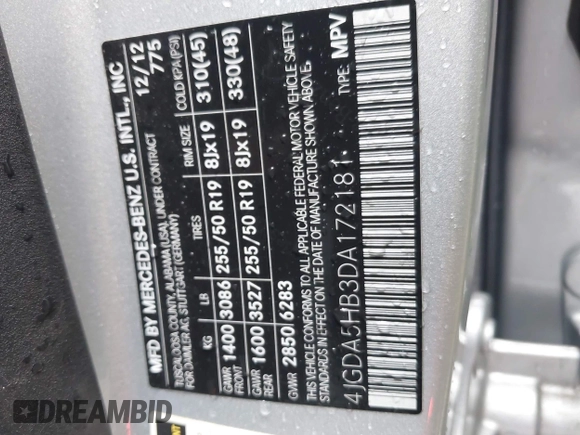 MFD BY MERCEDES-BENZ U.S. INTL., INC
TUSCALOOSA COUNTY, ALABAMA (USA), UNDER CONTRACT 12/12
FOR DAIMLER AG, STUTTGART (GERMANY) 775
KG LB TIRES RIM SIZE COLD KPA(PSI)
GAWR FRONT 1400 3086 255/50 R19 8Jx19 310(45)
GAWR REAR 1600 3527 255/50 R19 8Jx19 330(48)
GVWR 2850 6283
THIS VEHICLE CONFORMS TO ALL APPLICABLE FEDERAL MOTOR VEHICLE SAFETY
STANDARDS IN EFFECT ON THE DATE OF MANUFACTURE SHOWN ABOVE.
4JGDA5HB3DA172181 TYPE: MPV
DREAMBID